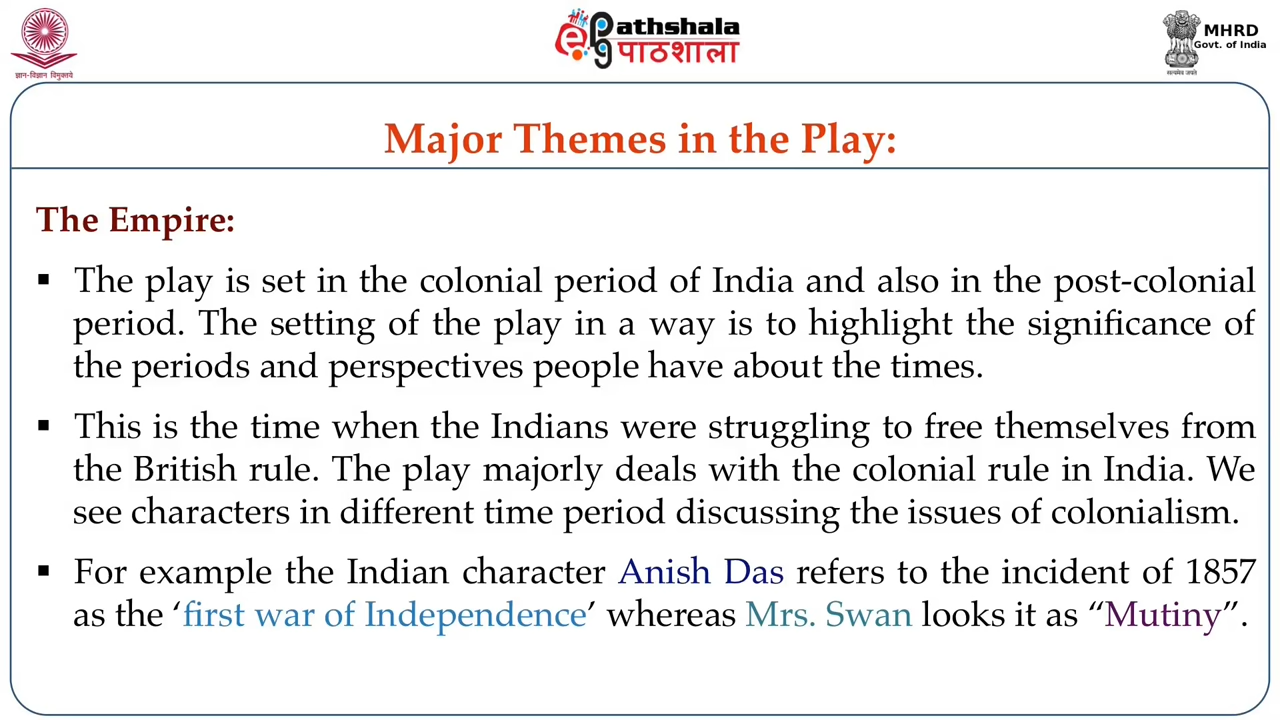 ज्ञान-विज्ञान विमुक्तये
ePathshala
पाठशाला
सत्यमेव जयते
MHRD
Govt. of India
Major Themes in the Play:
The Empire:
▪ The play is set in the colonial period of India and also in the post-colonial
period. The setting of the play in a way is to highlight the significance of
the periods and perspectives people have about the times.
▪ This is the time when the Indians were struggling to free themselves from
the British rule. The play majorly deals with the colonial rule in India. We
see characters in different time period discussing the issues of colonialism.
▪ For example the Indian character Anish Das refers to the incident of 1857
as the ‘first war of Independence’ whereas Mrs. Swan looks it as “Mutiny”.